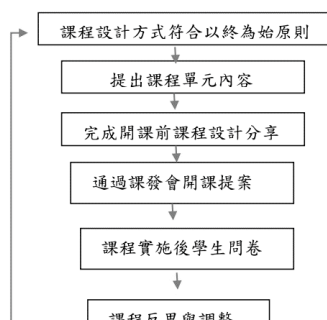 課程設計方式符合以終為始原則
提出課程單元內容
完成開課前課程設計分享
通過課發會開課提案
課程實施後學生問卷
課程反思與調整